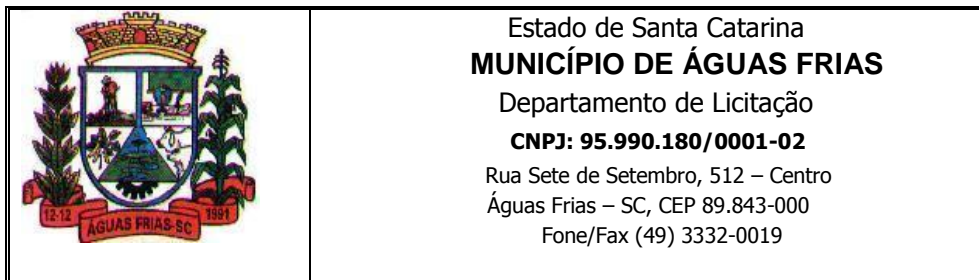 Estado de Santa Catarina
MUNICÍPIO DE ÁGUAS FRIAS
Departamento de Licitação
CNPJ: 95.990.180/0001-02
Rua Sete de Setembro, 512 – Centro
Águas Frias – SC, CEP 89.843-000
Fone/Fax (49) 3332-0019
12-12
ÁGUAS FRIAS-SC
1991